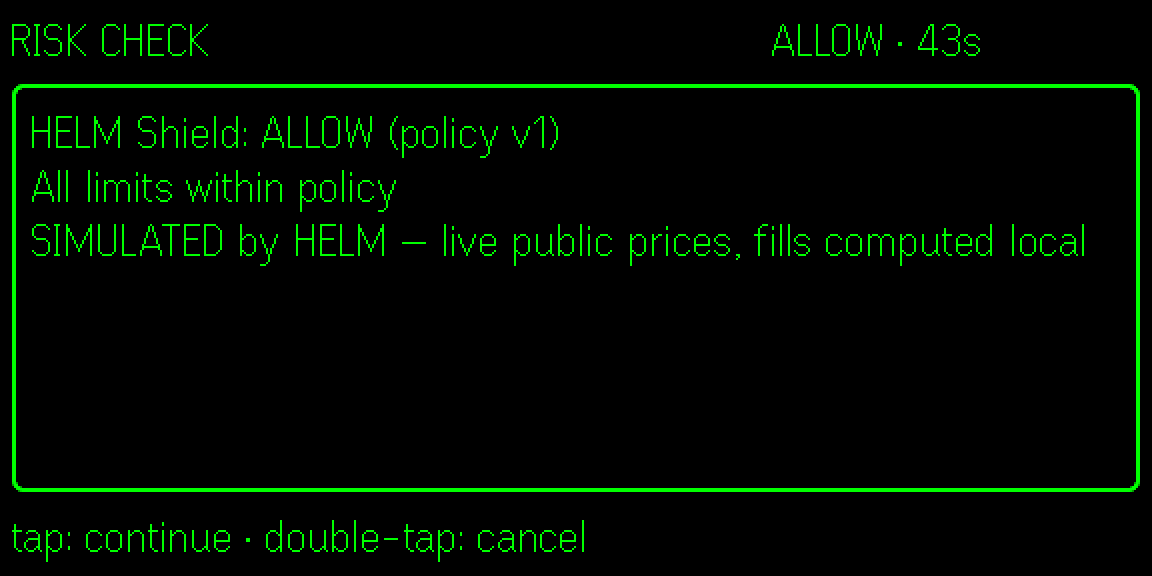 RISK CHECK ALLOW · 43s
HELM Shield: ALLOW (policy v1)
All limits within policy
SIMULATED by HELM — live public prices, fills computed local
tap: continue · double-tap: cancel